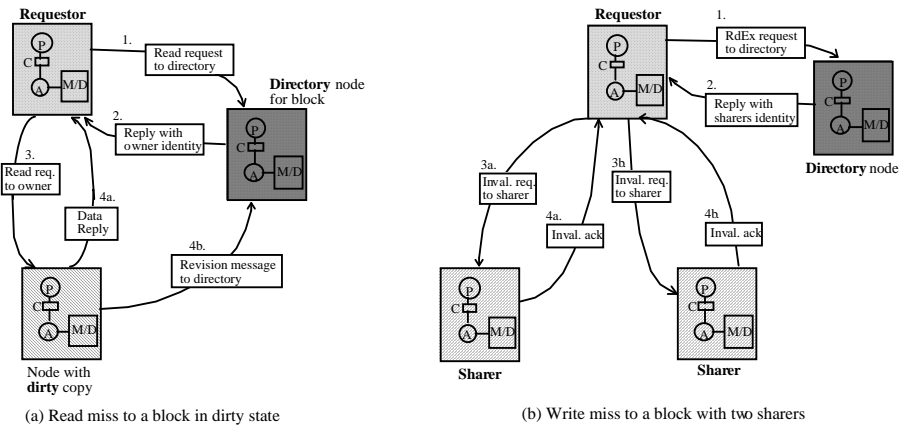 Requestor
P
C
A
M/D
1.
Read request
to directory
Directory node
for block
P
C
A
M/D
2.
Reply with
owner identity
3.
Read req.
to owner
4a.
Data
Reply
4b.
Revision message
to directory
P
C
A
M/D
Node with
dirty copy
(a) Read miss to a block in dirty state
Requestor
P
C
A
M/D
1.
RdEx request
to directory
P
C
A
M/D
Directory node
2.
Reply with
sharers identity
3a.
Inval. req.
to sharer
4a.
Inval. ack
3b.
Inval. req.
to sharer
4b.
Inval. ack
P
C
A
M/D
Sharer
P
C
A
M/D
Sharer
(b) Write miss to a block with two sharers